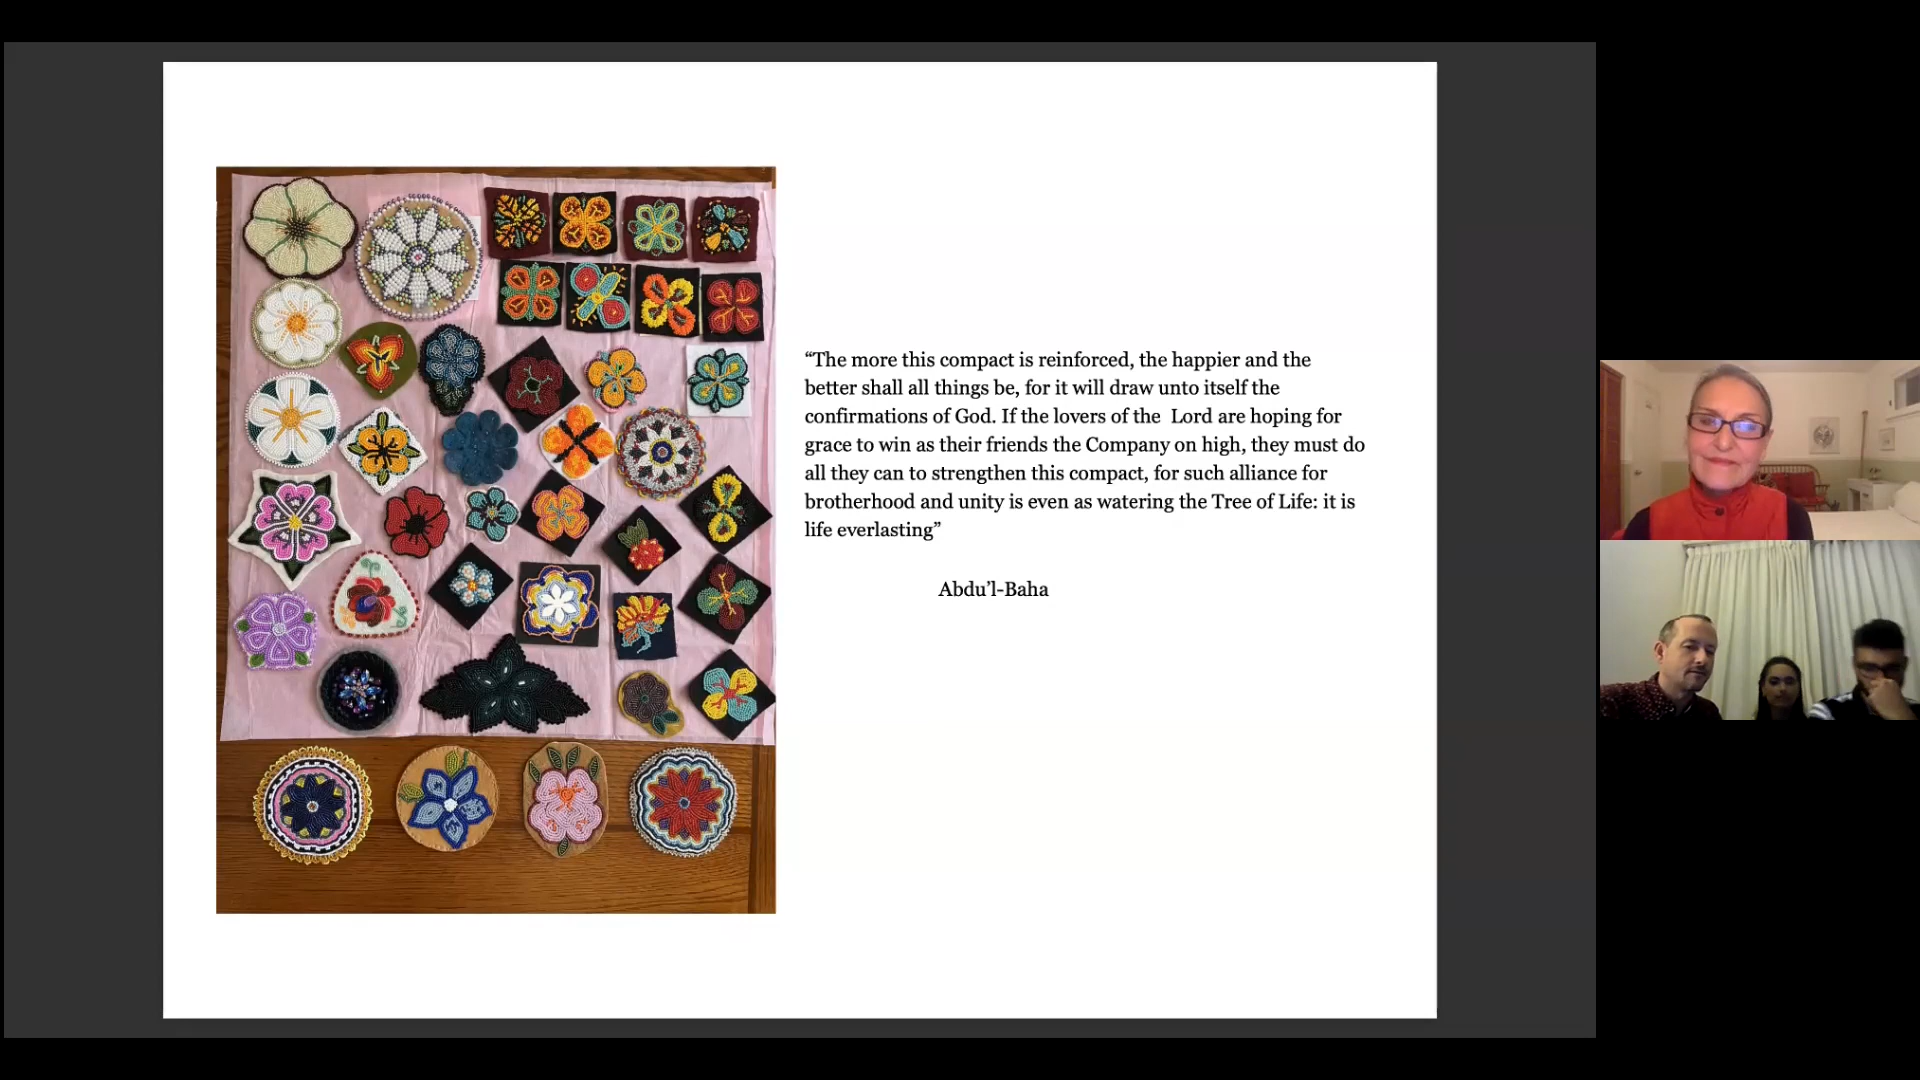 “The more this compact is reinforced, the happier and the
better shall all things be, for it will draw unto itself the
confirmations of God. If the lovers of the  Lord are hoping for
grace to win as their friends the Company on high, they must do
all they can to strengthen this compact, for such alliance for
brotherhood and unity is even as watering the Tree of Life: it is
life everlasting”
Abdu’l-Baha